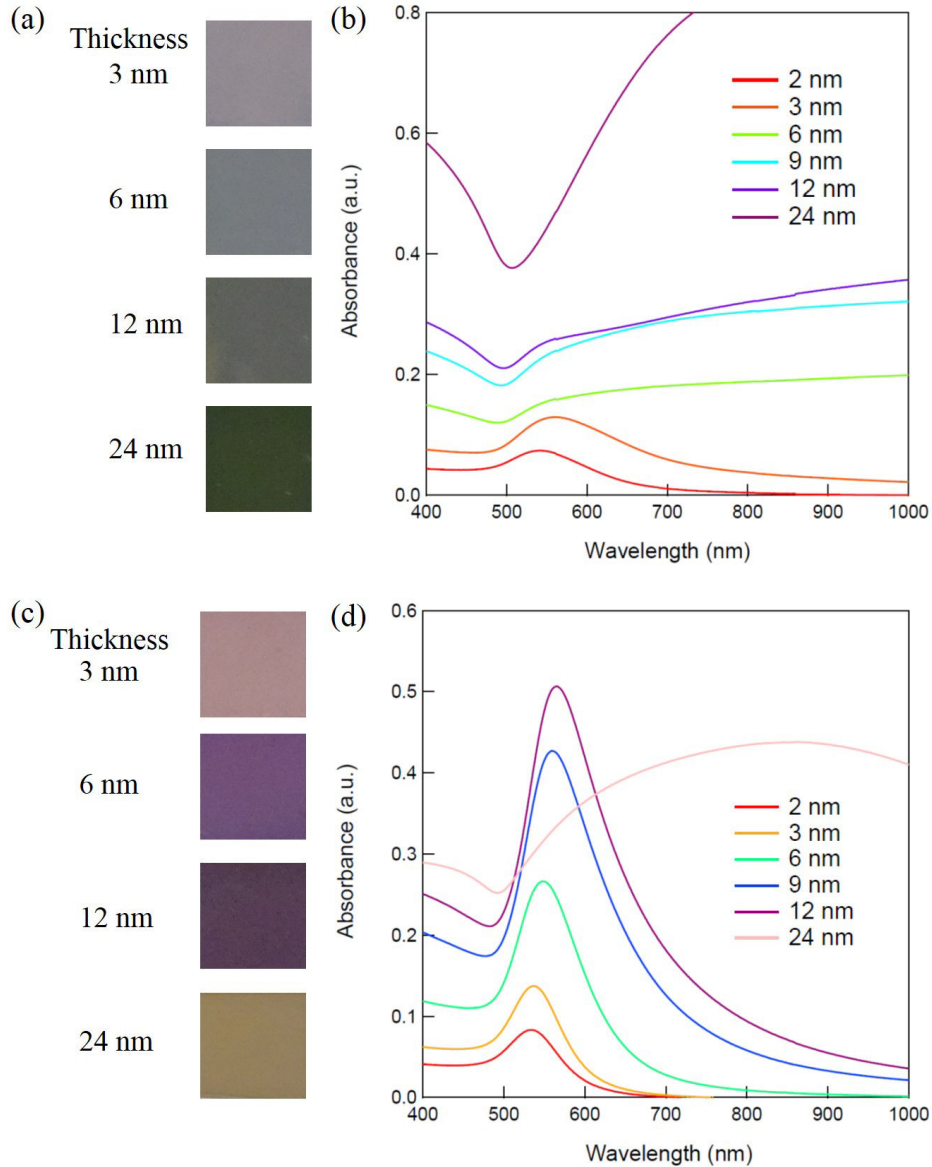 (a)
Thickness
3 nm
6 nm
12 nm
24 nm
(b)
0.8
0.6
0.4
0.2
0.0
Absorbance (a.u.)
2 nm
3 nm
6 nm
9 nm
12 nm
24 nm
400 500 600 700 800 900 1000
Wavelength (nm)
(c)
Thickness
3 nm
6 nm
12 nm
24 nm
(d)
0.6
0.5
0.4
0.3
0.2
0.1
0.0
Absorbance (a.u.)
2 nm
3 nm
6 nm
9 nm
12 nm
24 nm
400 500 600 700 800 900 1000
Wavelength (nm)